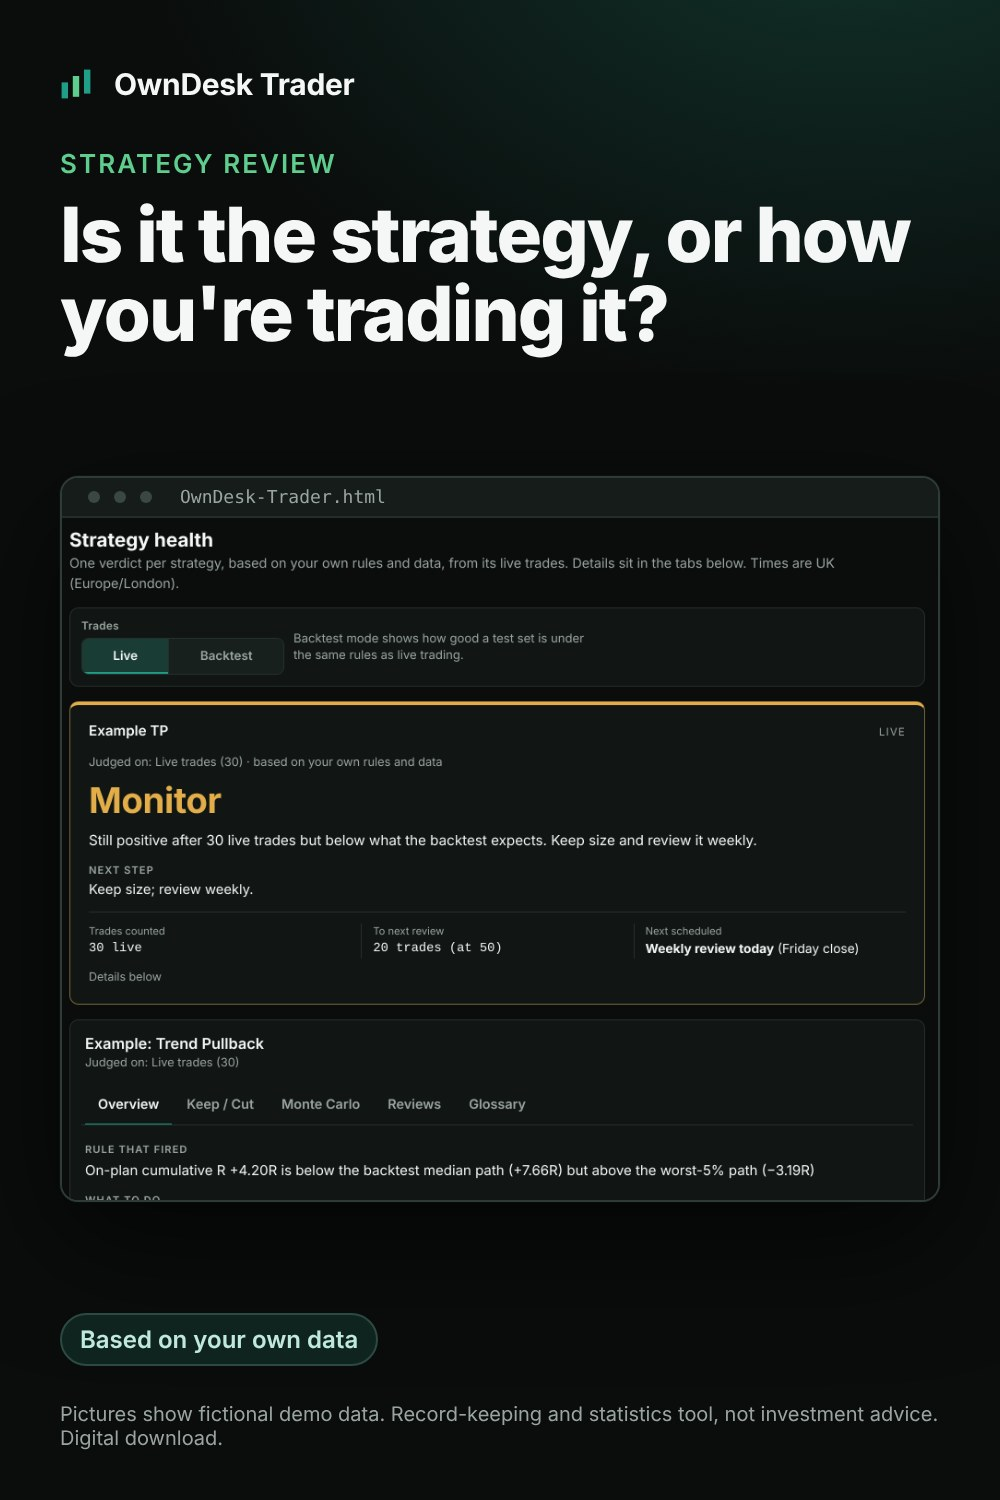 OwnDesk Trader
STRATEGY REVIEW
Is it the strategy, or how
you're trading it?
OwnDesk-Trader.html
Strategy health
One verdict per strategy, based on your own rules and data, from its live trades. Details sit in the tabs below. Times are UK
(Europe/London).
Trades
Live Backtest
Backtest mode shows how good a test set is under
the same rules as live trading.
Example TP LIVE
Judged on: Live trades (30) · based on your own rules and data
Monitor
Still positive after 30 live trades but below what the backtest expects. Keep size and review it weekly.
NEXT STEP
Keep size; review weekly.
Trades counted To next review Next scheduled
30 live 20 trades (at 50) Weekly review today (Friday close)
Details below
Example: Trend Pullback
Judged on: Live trades (30)
Overview Keep / Cut Monte Carlo Reviews Glossary
RULE THAT FIRED
On-plan cumulative R +4.20R is below the backtest median path (+7.66R) but above the worst-5% path (−3.19R)
WHAT TO DO
Based on your own data
Pictures show fictional demo data. Record-keeping and statistics tool, not investment advice.
Digital download.